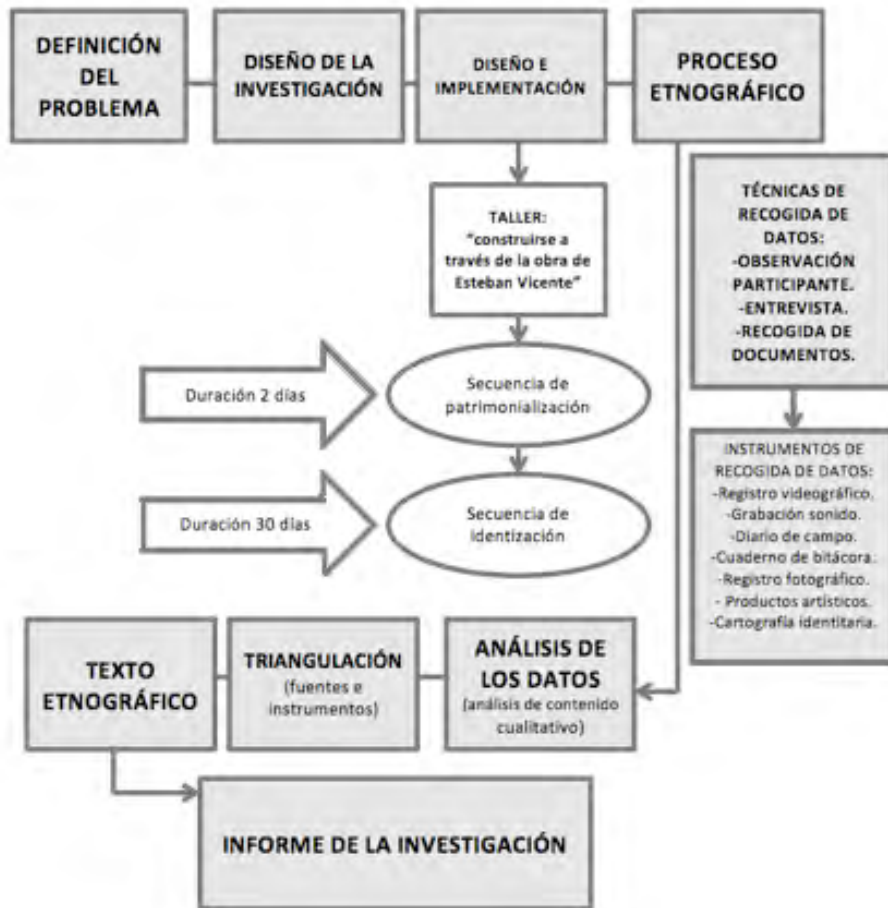 DEFINICIÓN
DEL
PROBLEMA
DISEÑO DE LA
INVESTIGACIÓN
DISEÑO E
IMPLEMENTACIÓN
PROCESO
ETNOGRÁFICO
TALLER:
"construirse a
través de la obra de
Esteban Vicente"
TÉCNICAS DE
RECOGIDA DE
DATOS:
-OBSERVACIÓN
PARTICIPANTE.
-ENTREVISTA.
-RECOGIDA DE
DOCUMENTOS.
Duración 2 días
Secuencia de
patrimonialización
Duración 30 días
Secuencia de
identización
INSTRUMENTOS DE
RECOGIDA DE DATOS:
-Registro videográfico.
-Grabación sonido.
-Diario de campo.
-Cuaderno de bitácora.
-Registro fotográfico.
- Productos artísticos.
-Cartografía identitaria.
TEXTO
ETNOGRÁFICO
TRIANGULACIÓN
(fuentes e
instrumentos)
ANÁLISIS DE
LOS DATOS
(análisis de contenido
cualitativo)
INFORME DE LA INVESTIGACIÓN